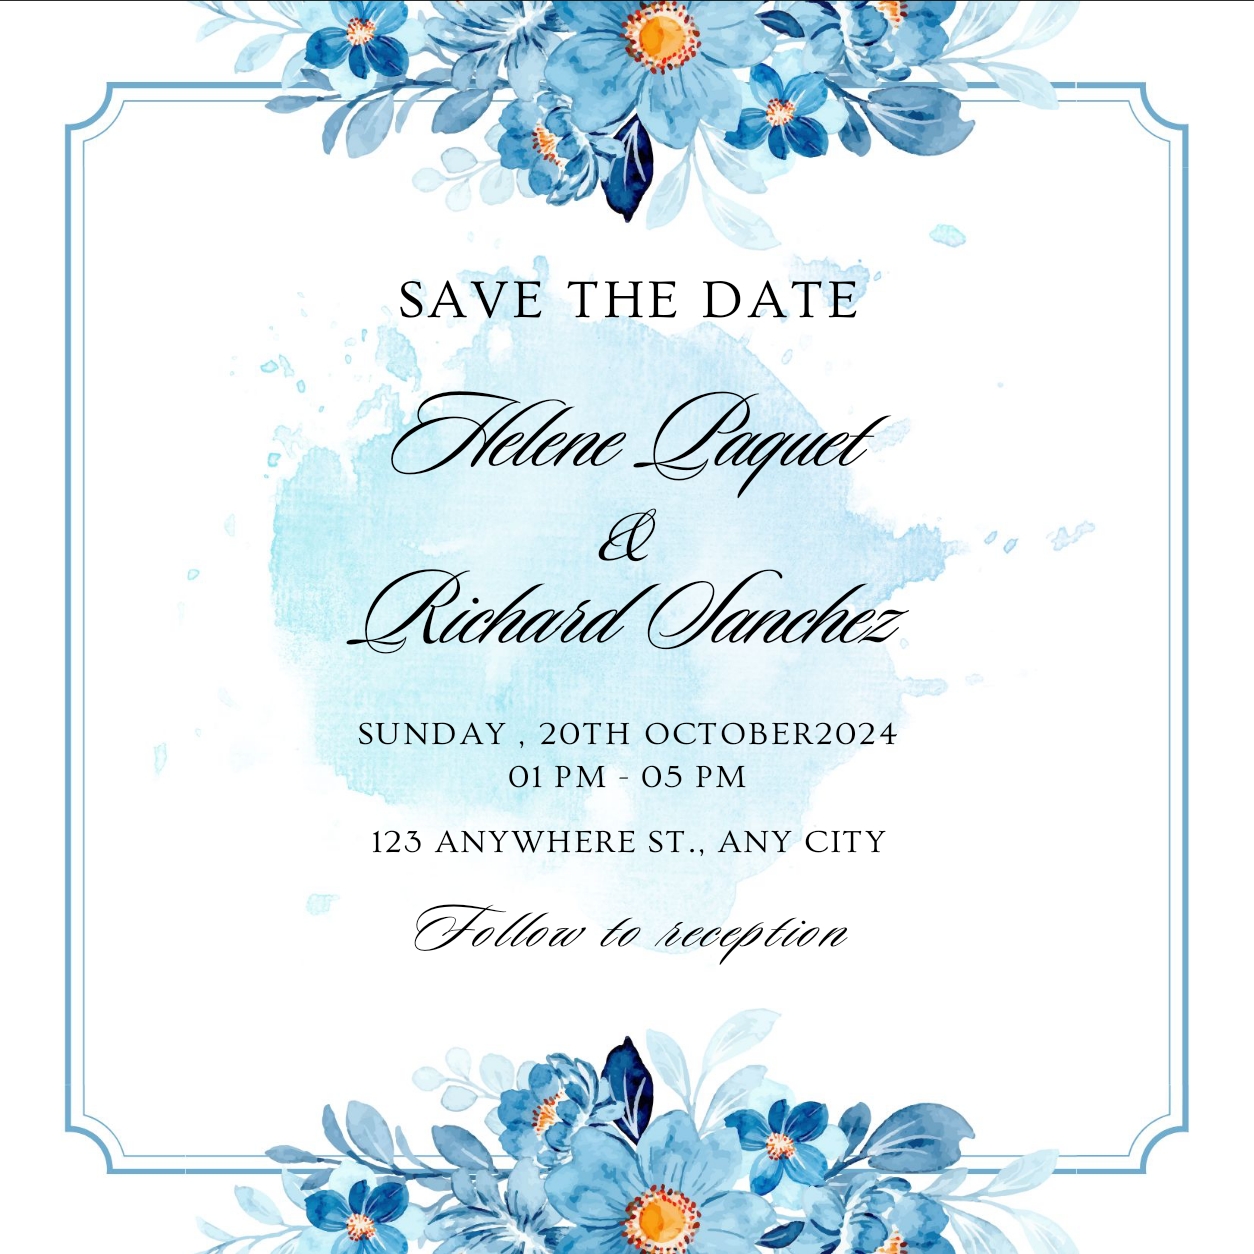 SAVE THE DATE
Helene Paquet
&
Richard Sanchez
SUNDAY , 20TH OCTOBER2024
01 PM - 05 PM
123 ANYWHERE ST., ANY CITY
Follow to reception